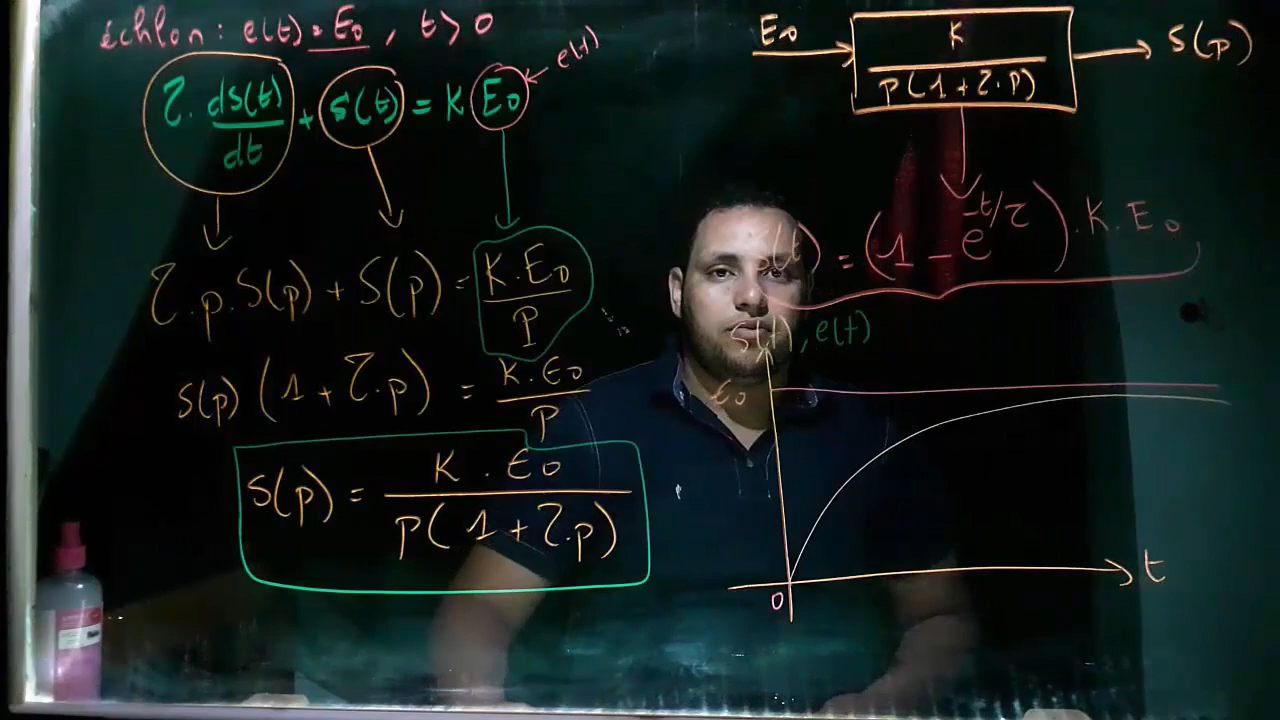 échlon : e(t) = E₀ , t > 0
e(t)
τ. ds(t)/dt + s(t) = K E₀
τ.p.S(p) + S(p) = K.E₀/P
S(p) (1 + τ.p) = K.E₀/P
S(p) = K . E₀/P(1 + τ.p)
E₀ K/P(1 + τ.p) S(p)
s(t) = (1 - e^-t/τ) . K . E₀
s(t), e(t)
E₀
0
t